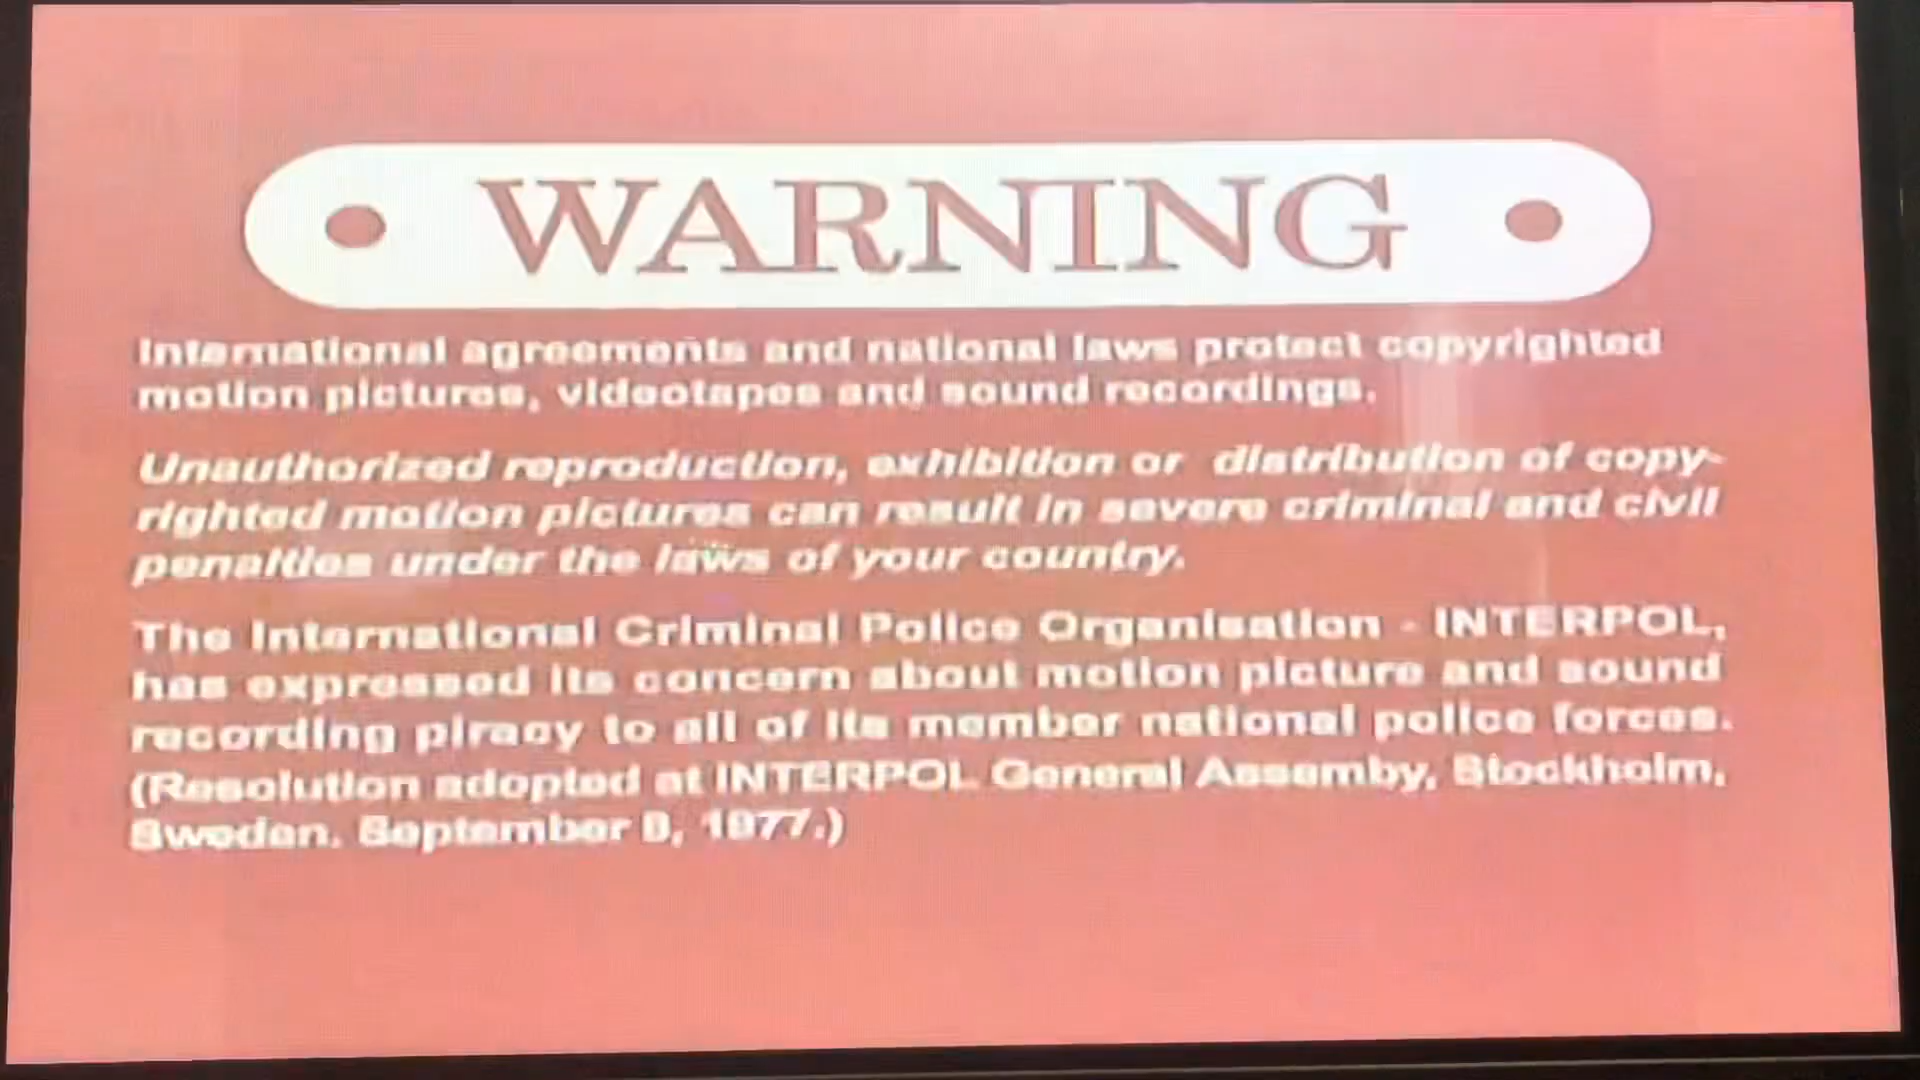 WARNING
International agreements and national laws protect copyrighted
motion pictures, videotapes and sound recordings.
Unauthorized reproduction, exhibition or distribution of copy-
righted motion pictures can result in severe criminal and civil
penalties under the laws of your country.
The International Criminal Police Organisation - INTERPOL,
has expressed its concern about motion picture and sound
recording piracy to all of its member national police forces.
(Resolution adopted at INTERPOL General Assemby, Stockholm,
Sweden. September 8, 1977.)